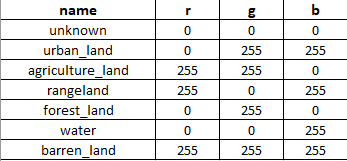 name r g b
unknown 0 0 0
urban_land 0 255 255
agriculture_land 255 255 0
rangeland 255 0 255
forest_land 0 255 0
water 0 0 255
barren_land 255 255 255